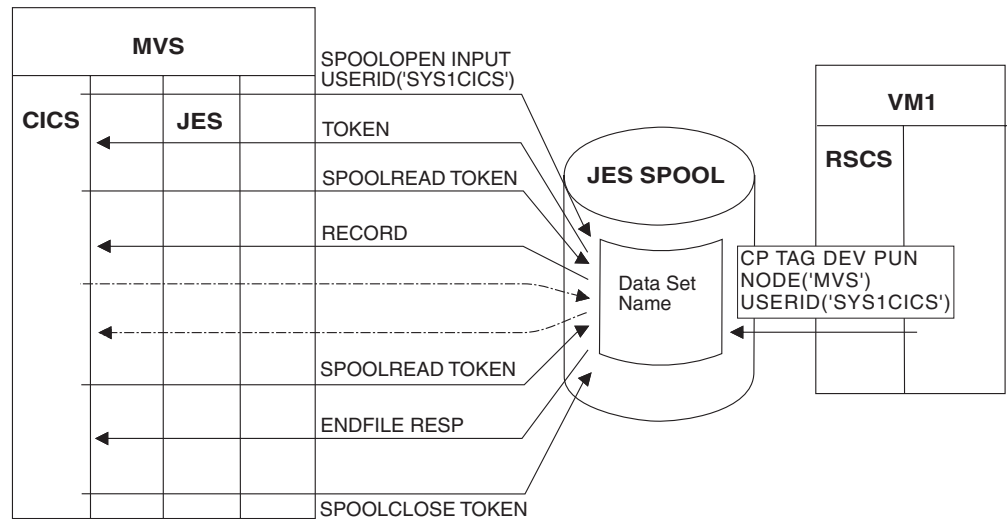 MVS
CICS
JES
SPOOLOPEN INPUT
USERID('SYS1CICS')
TOKEN
SPOOLREAD TOKEN
RECORD
SPOOLREAD TOKEN
ENDFILE RESP
SPOOLCLOSE TOKEN
JES SPOOL
Data Set
Name
VM1
RSCS
CP TAG DEV PUN
NODE('MVS')
USERID('SYS1CICS')